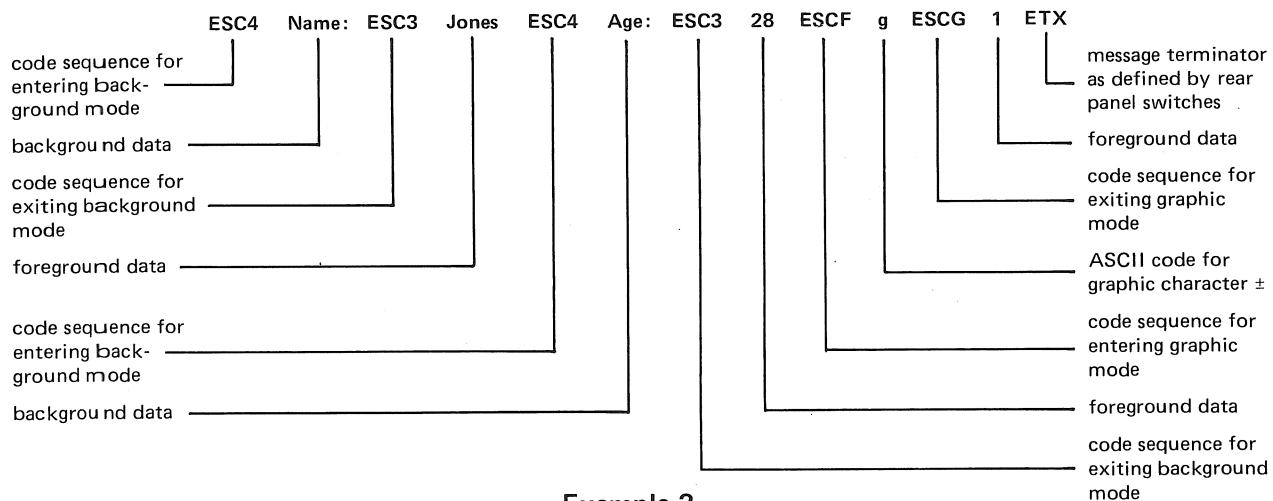 ESC4 Name: ESC3 Jones ESC4 Age: ESC3 28 ESCF g ESCG 1 ETX
code sequence for
entering back-
ground mode
background data
code sequence for
exiting background
mode
foreground data
code sequence for
entering back-
ground mode
background data
message terminator
as defined by rear
panel switches
foreground data
code sequence for
exiting graphic
mode
ASCII code for
graphic character ±
code sequence for
entering graphic
mode
foreground data
code sequence for
exiting background
mode